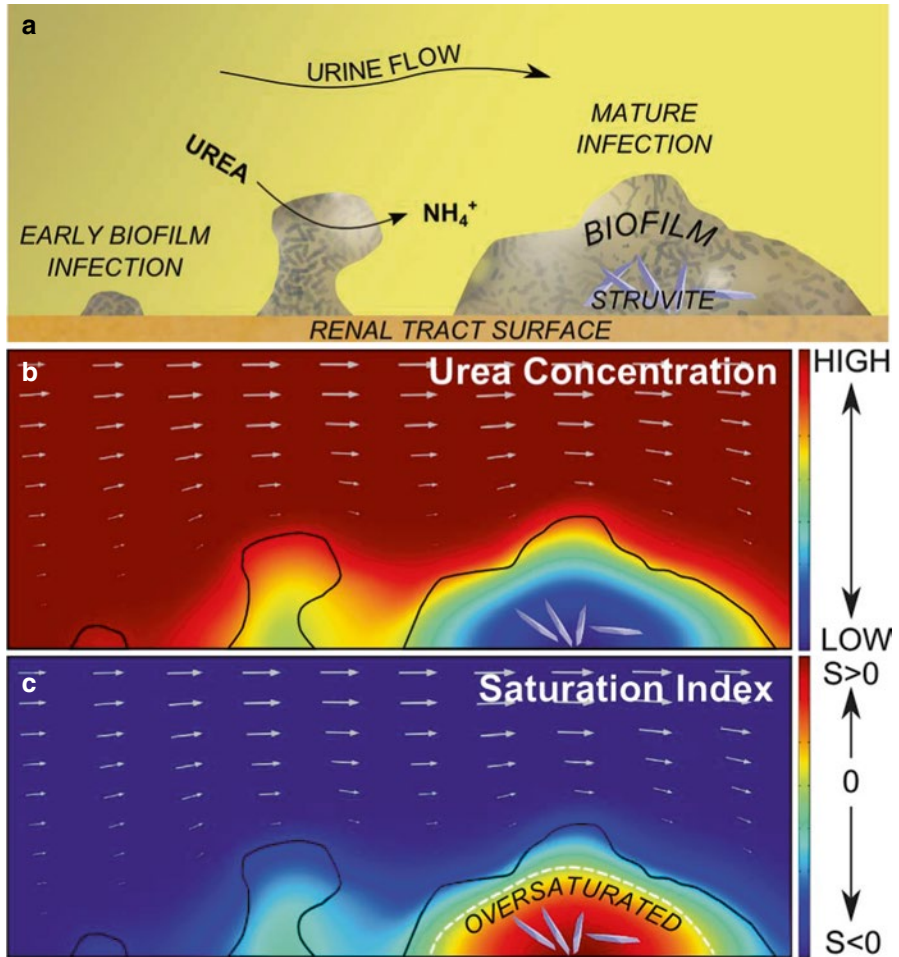 a
URINE FLOW
MATURE
INFECTION
UREA
NH₄⁺
EARLY BIOFILM
INFECTION
BIOFILM
STRUVITE
RENAL TRACT SURFACE
b
Urea Concentration
HIGH
LOW
c
Saturation Index
S>0
0
OVERSATURATED
S<0